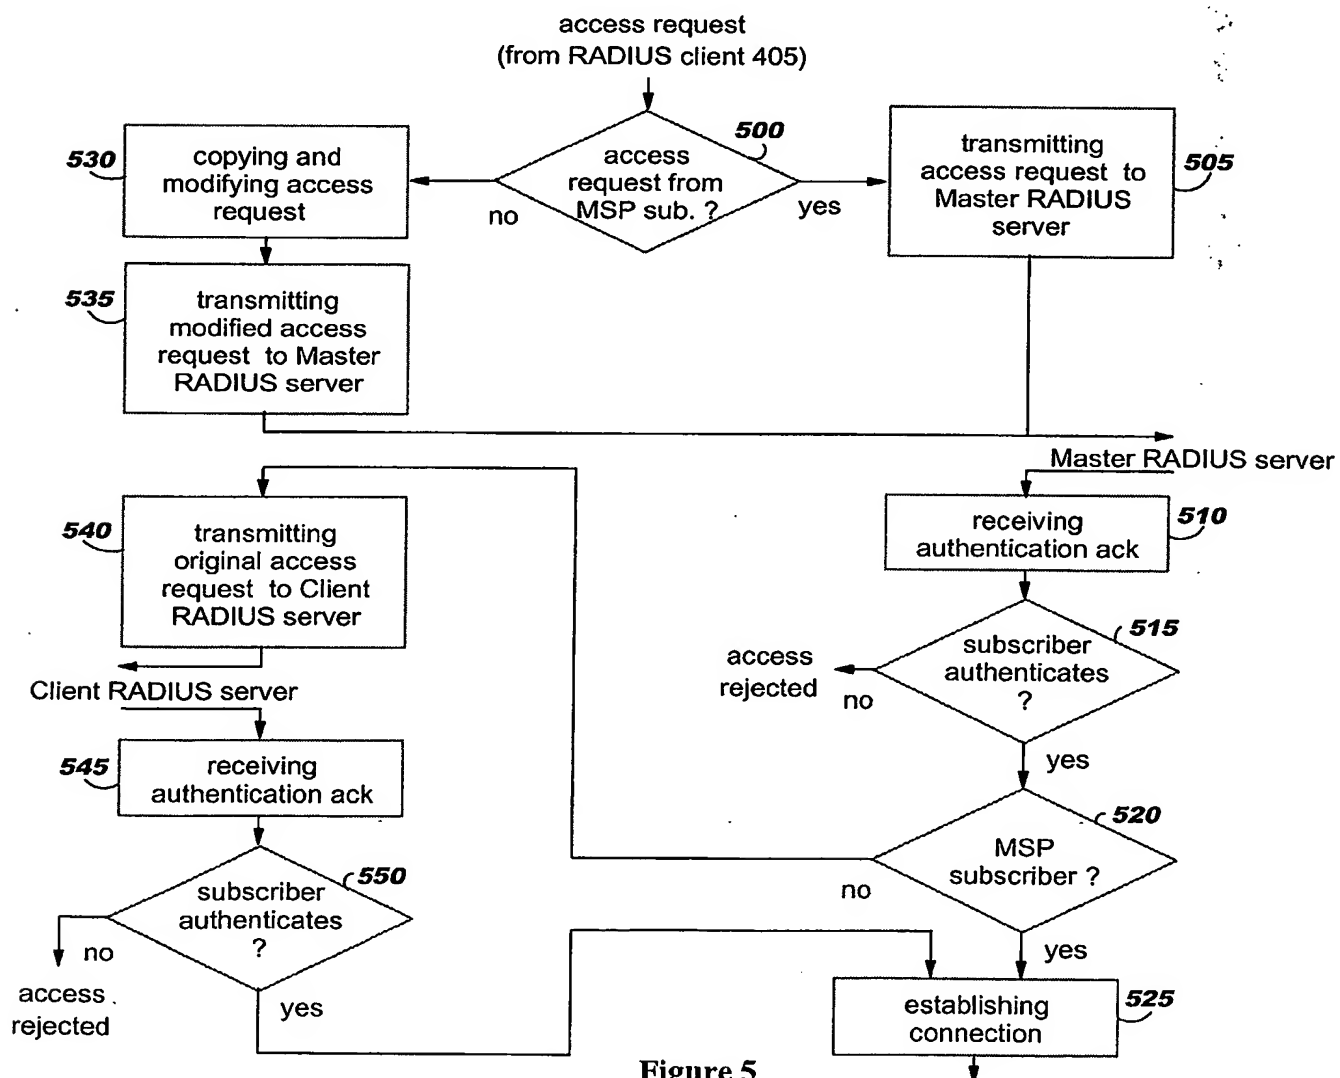 access request
(from RADIUS client 405)
500
access
request from
MSP sub. ?
no
yes
530
copying and
modifying access
request
transmitting
access request to
Master RADIUS
server
505
535
transmitting
modified access
request to Master
RADIUS server
Master RADIUS server
540
transmitting
original access
request to Client
RADIUS server
receiving
authentication ack
510
515
subscriber
authenticates
?
access
rejected
no
yes
Client RADIUS server
545
receiving
authentication ack
520
MSP
subscriber ?
no
yes
550
subscriber
authenticates
?
no
access
rejected
yes
establishing
connection
525
Figure 5